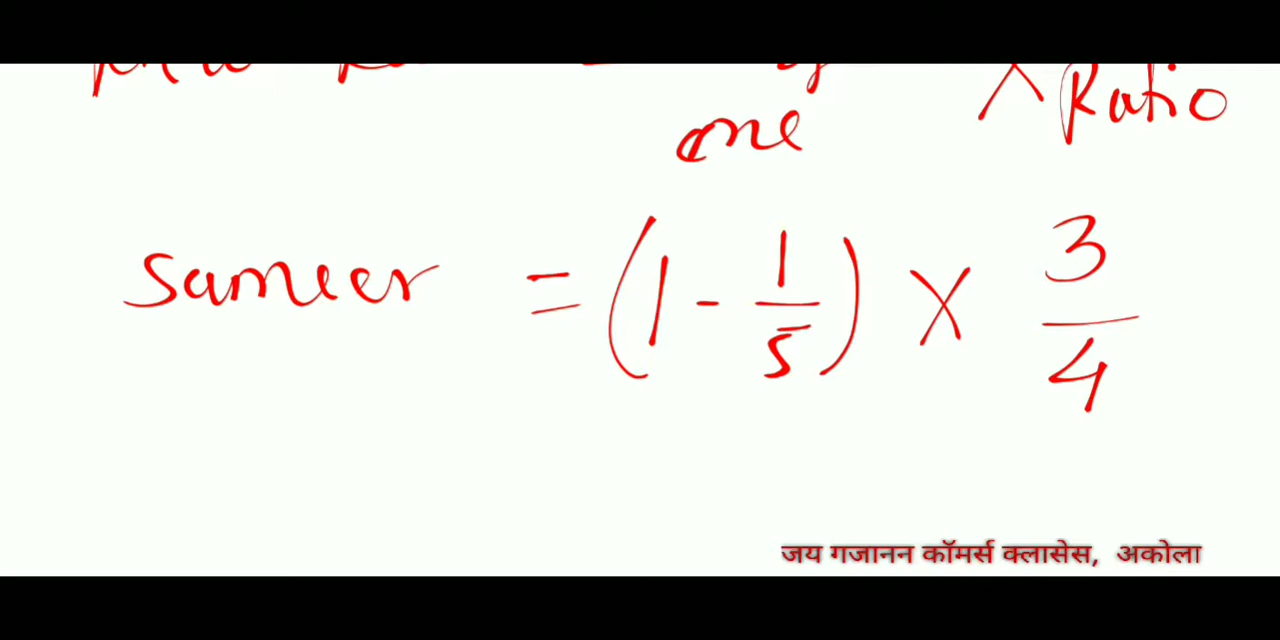 Ratio
one
Sameer = (1 - 1/5) × 3/4
जय गजानन कॉमर्स क्लासेस, अकोला